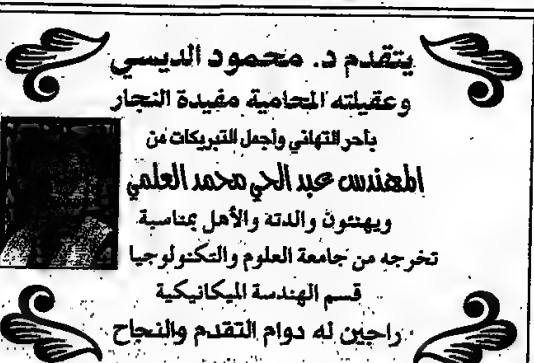 يتقدم د. محمود الديسي
وعقيلته المحامية مفيدة النجار
بأحر التهاني وأجمل التبريكات من
المهندس عبد الحي محمد العلمي
ويهنئون والدته والأهل بمناسبة
تخرجه من جامعة العلوم والتكنولوجيا
قسم الهندسة الميكانيكية
راجين له دوام التقدم والنجاح